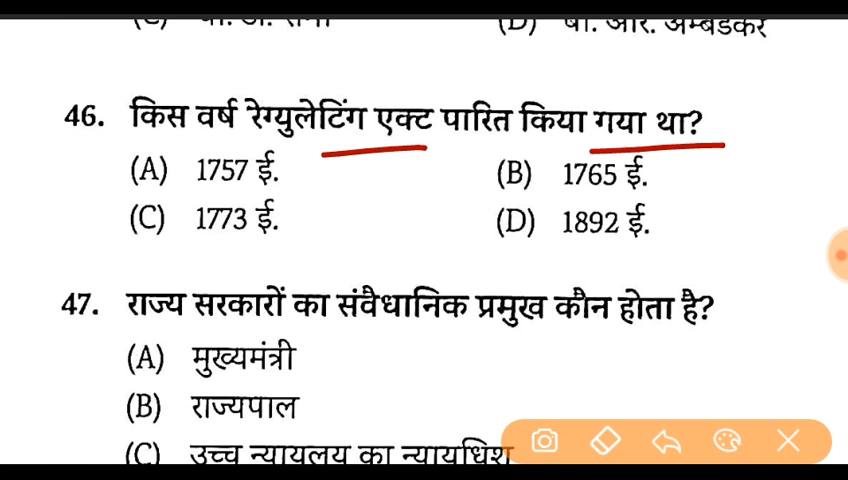 (D) बी. आर. अम्बेडकर
46. किस वर्ष रेग्युलेटिंग एक्ट पारित किया गया था?
(A) 1757 ई. (B) 1765 ई.
(C) 1773 ई. (D) 1892 ई.
47. राज्य सरकारों का संवैधानिक प्रमुख कौन होता है?
(A) मुख्यमंत्री
(B) राज्यपाल
(C) उच्च न्यायलय का न्यायधिश